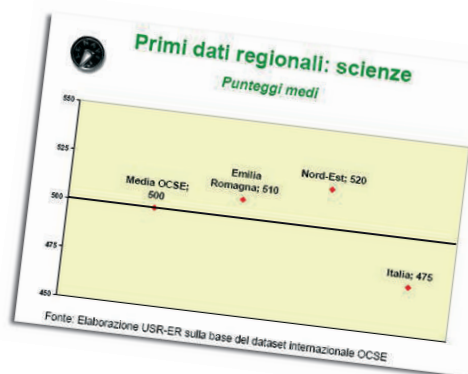 Primi dati regionali: scienze
Punteggi medi
550
525
500
475
450
Media OCSE;
500
Emilia
Romagna; 510
Nord-Est; 520
Italia; 475
Fonte: Elaborazione USR-ER sulla base del dataset internazionale OCSE